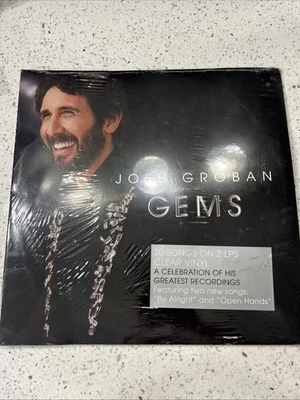 JOSH GROBAN
GEMS
20 SONGS ON 2 LPS
CLEAR VINYL
A CELEBRATION OF HIS
GREATEST RECORDINGS
Featuring two new songs:
"Be Alright" and "Open Hands"